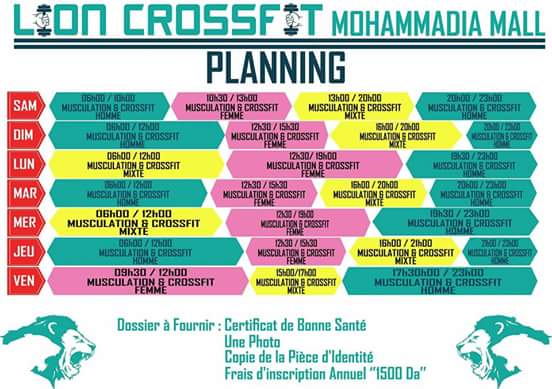 LION CROSSFIT MOHAMMADIA MALL
PLANNING
SAM
06h00 / 10h00
MUSCULATION & CROSSFIT
HOMME
10h30 / 13h00
MUSCULATION & CROSSFIT
FEMME
13h00 / 20h00
MUSCULATION & CROSSFIT
MIXTE
20h00 / 23h00
MUSCULATION & CROSSFIT
HOMME
DIM
06h00 / 12h00
MUSCULATION & CROSSFIT
HOMME
12h30 / 15h30
MUSCULATION & CROSSFIT
FEMME
16h00 / 20h00
MUSCULATION & CROSSFIT
MIXTE
20h00 / 23h00
MUSCULATION & CROSSFIT
HOMME
LUN
06h00 / 12h00
MUSCULATION & CROSSFIT
MIXTE
12h30 / 19h00
MUSCULATION & CROSSFIT
FEMME
19h30 / 23h00
MUSCULATION & CROSSFIT
HOMME
MAR
06h00 / 12h00
MUSCULATION & CROSSFIT
HOMME
12h30 / 15h30
MUSCULATION & CROSSFIT
FEMME
16h00 / 20h00
MUSCULATION & CROSSFIT
MIXTE
20h00 / 23h00
MUSCULATION & CROSSFIT
HOMME
MER
06h00 / 12h00
MUSCULATION & CROSSFIT
MIXTE
12h30 / 19h00
MUSCULATION & CROSSFIT
FEMME
19h30 / 23h00
MUSCULATION & CROSSFIT
HOMME
JEU
06h00 / 12h00
MUSCULATION & CROSSFIT
HOMME
12h30 / 15h30
MUSCULATION & CROSSFIT
FEMME
16h00 / 21h00
MUSCULATION & CROSSFIT
MIXTE
/ 23h00
MUSCULATION & CROSSFIT
HOMME
VEN
09h30 / 12h00
MUSCULATION & CROSSFIT
FEMME
15h00/17h00
MUSCULATION & CROSSFIT
MIXTE
17h30h00 / 23h00
MUSCULATION & CROSSFIT
HOMME
Dossier à Fournir : Certificat de Bonne Santé
Une Photo
Copie de la Pièce d'Identité
Frais d'inscription Annuel "1500 Da"